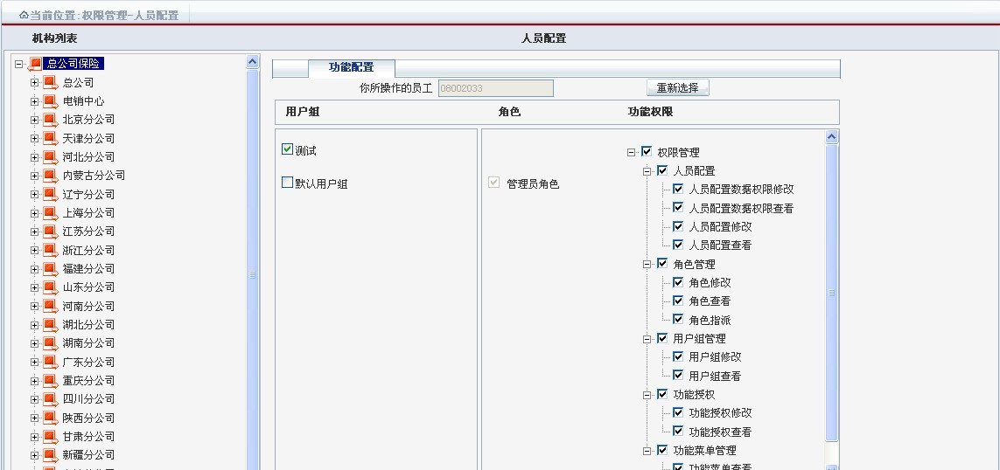 当前位置:权限管理-人员配置
机构列表
人员配置
总公司保险
总公司
电销中心
北京分公司
天津分公司
河北分公司
内蒙古分公司
辽宁分公司
上海分公司
江苏分公司
浙江分公司
福建分公司
山东分公司
河南分公司
湖北分公司
湖南分公司
广东分公司
重庆分公司
四川分公司
陕西分公司
甘肃分公司
新疆分公司
功能配置
你所操作的员工 08002033 重新选择
用户组 角色 功能权限
测试
默认用户组
管理员角色
权限管理
人员配置
人员配置数据权限修改
人员配置数据权限查看
人员配置修改
人员配置查看
角色管理
角色修改
角色查看
角色指派
用户组管理
用户组修改
用户组查看
功能授权
功能授权修改
功能授权查看
功能菜单管理
功能菜单查看